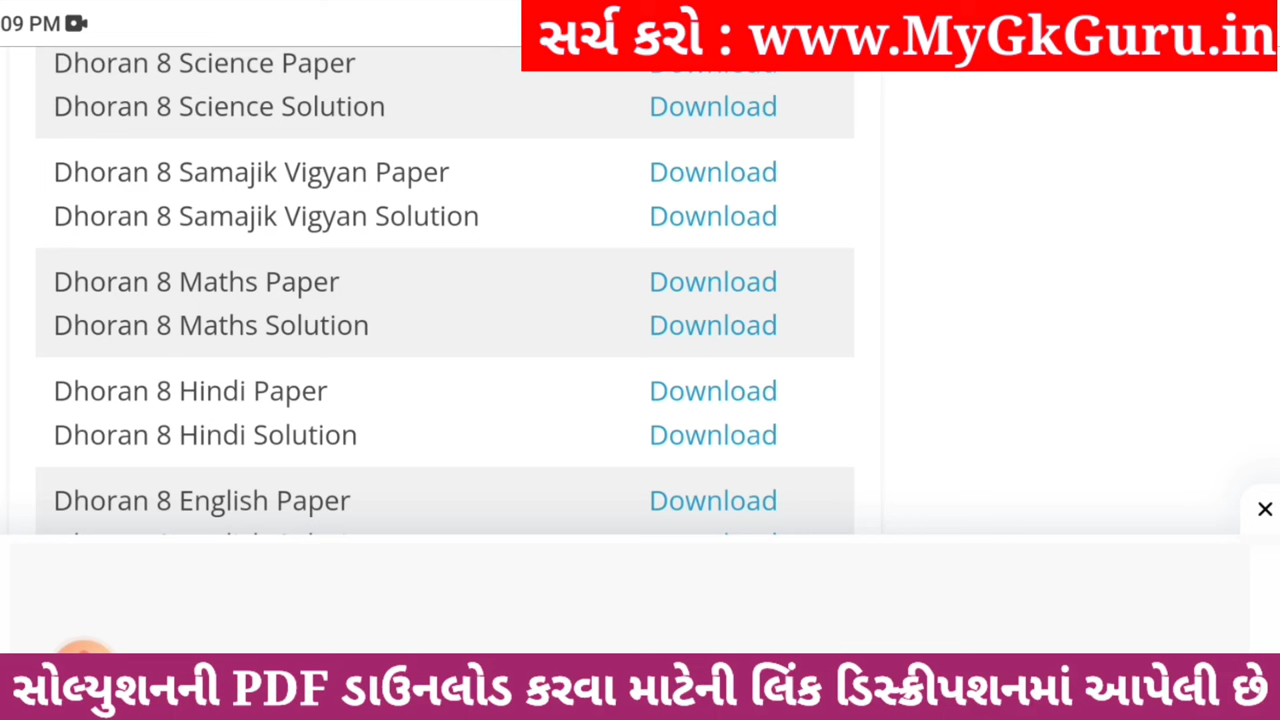 09 PM
સર્ચ કરો : www.MyGkGuru.in
Dhoran 8 Science Paper
Dhoran 8 Science Solution Download
Dhoran 8 Samajik Vigyan Paper Download
Dhoran 8 Samajik Vigyan Solution Download
Dhoran 8 Maths Paper Download
Dhoran 8 Maths Solution Download
Dhoran 8 Hindi Paper Download
Dhoran 8 Hindi Solution Download
Dhoran 8 English Paper Download
સોલ્યુશનની PDF ડાઉનલોડ કરવા માટેની લિંક ડિસ્ક્રીપશનમાં આપેલી છે